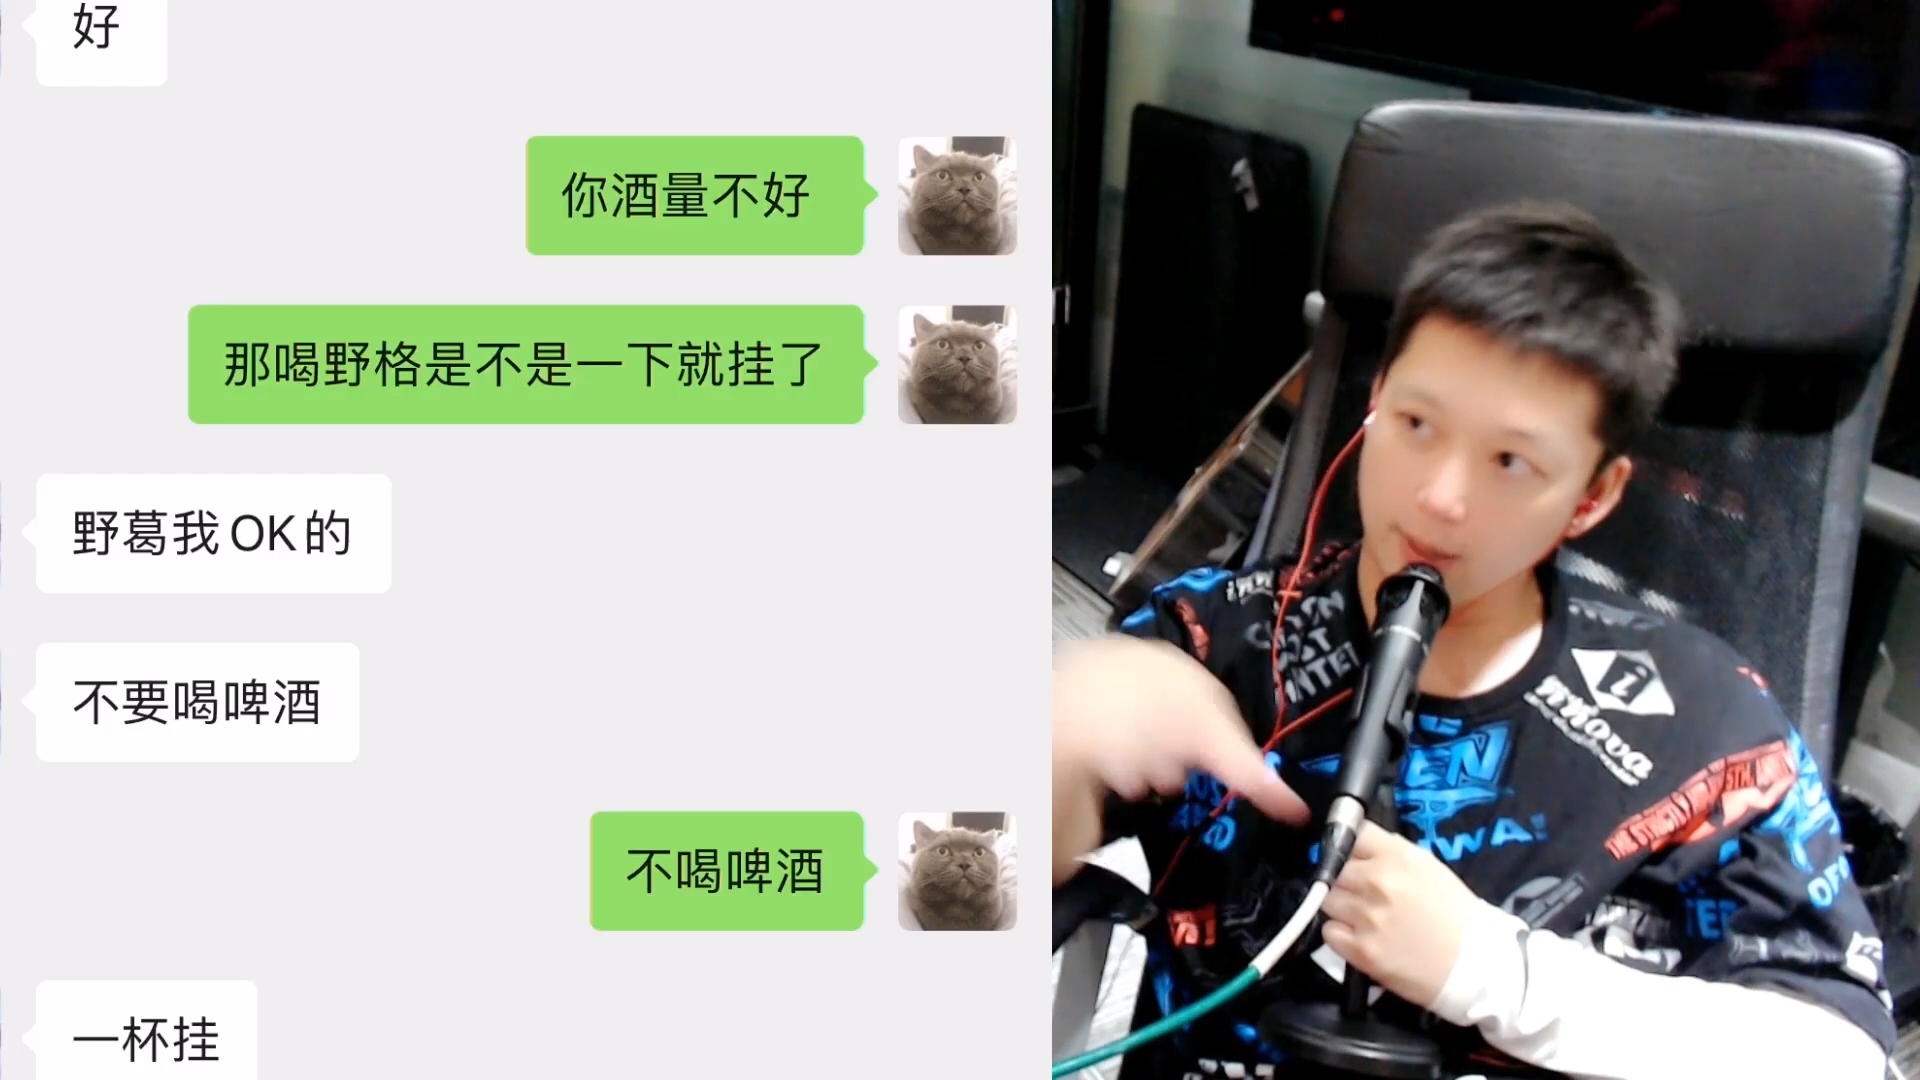 好
你酒量不好
那喝野格是不是一下就挂了
野葛我OK的
不要喝啤酒
不喝啤酒
一杯挂
i
innova